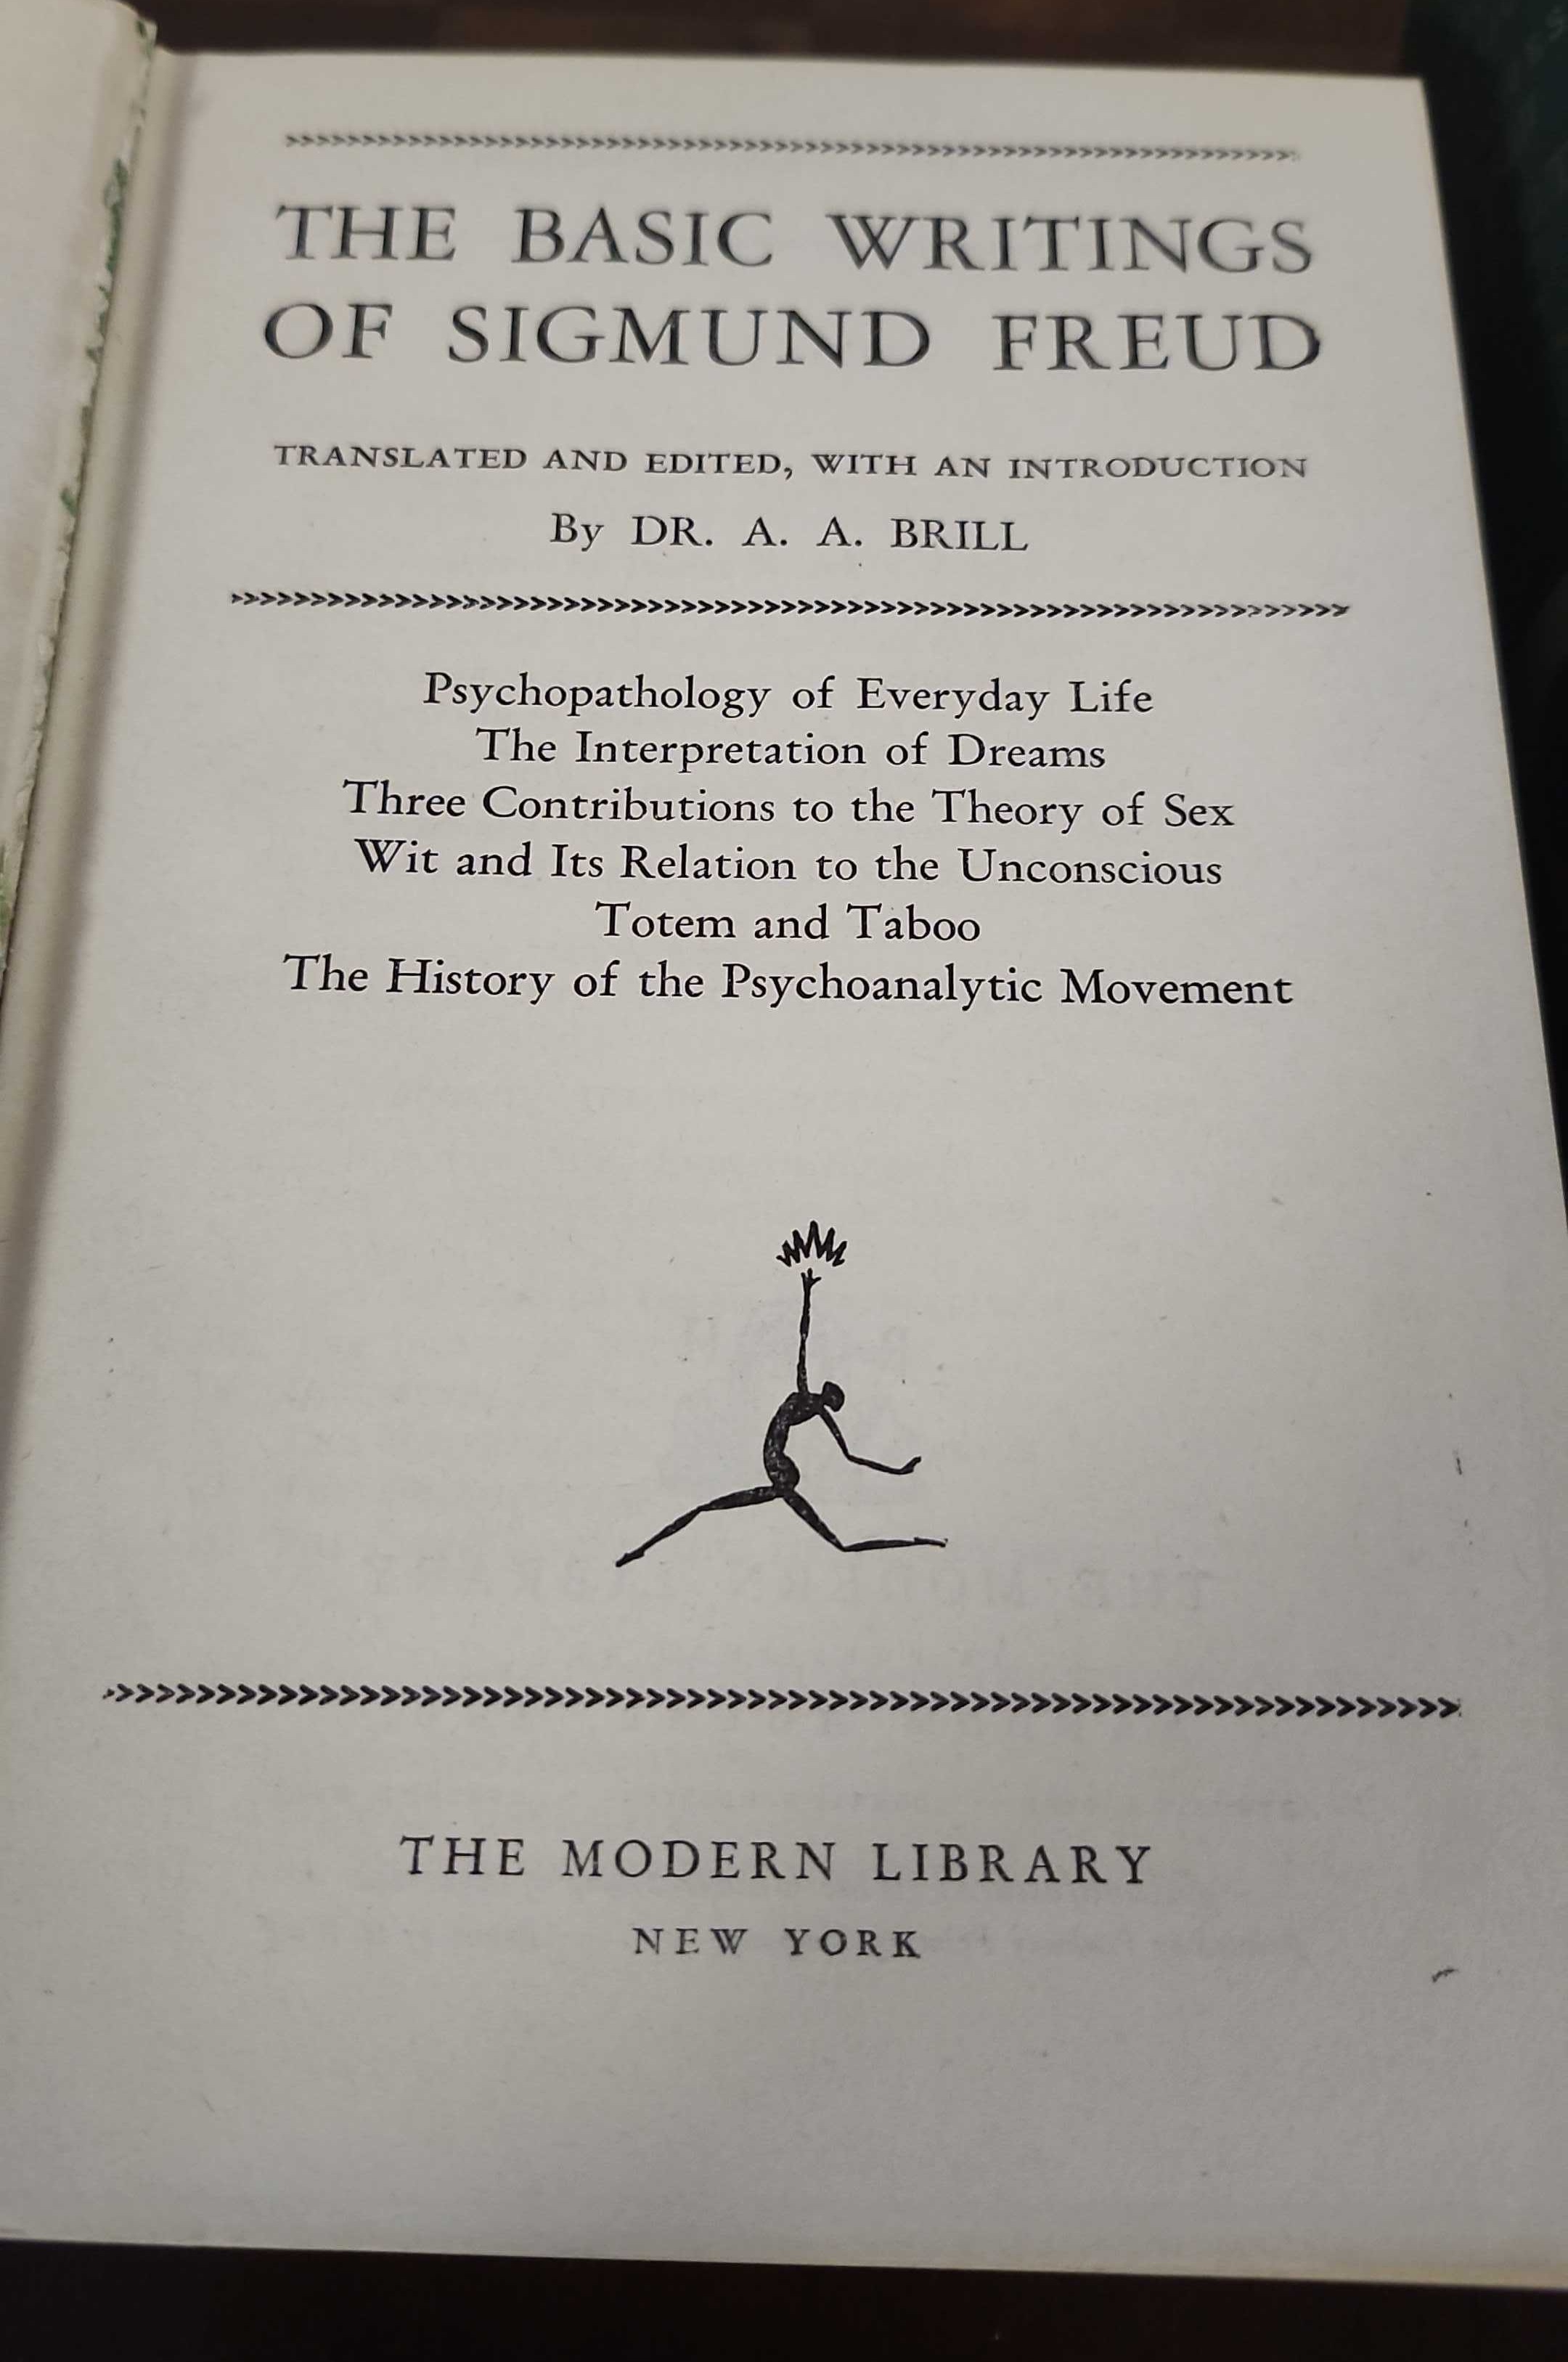 THE BASIC WRITINGS
OF SIGMUND FREUD
TRANSLATED AND EDITED, WITH AN INTRODUCTION
By DR. A. A. BRILL
Psychopathology of Everyday Life
The Interpretation of Dreams
Three Contributions to the Theory of Sex
Wit and Its Relation to the Unconscious
Totem and Taboo
The History of the Psychoanalytic Movement
THE MODERN LIBRARY
NEW YORK